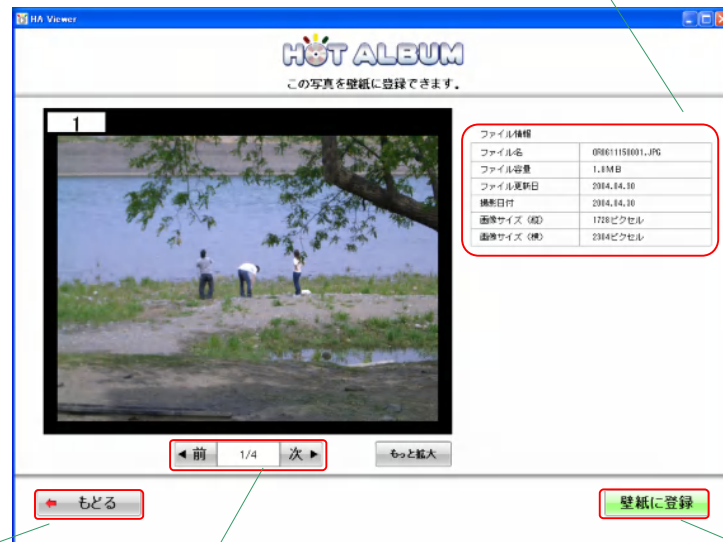 HA Viewer
HOT ALBUM
この写真を壁紙に登録できます。
1
ファイル情報
ファイル名 OR0611150001.JPG
ファイル容量 1.8MB
ファイル更新日 2004.04.30
撮影日付 2004.04.30
画像サイズ（縦） 1728ピクセル
画像サイズ（横） 2304ピクセル
◀前 1/4 次▶
もっと拡大
もどる
壁紙に登録